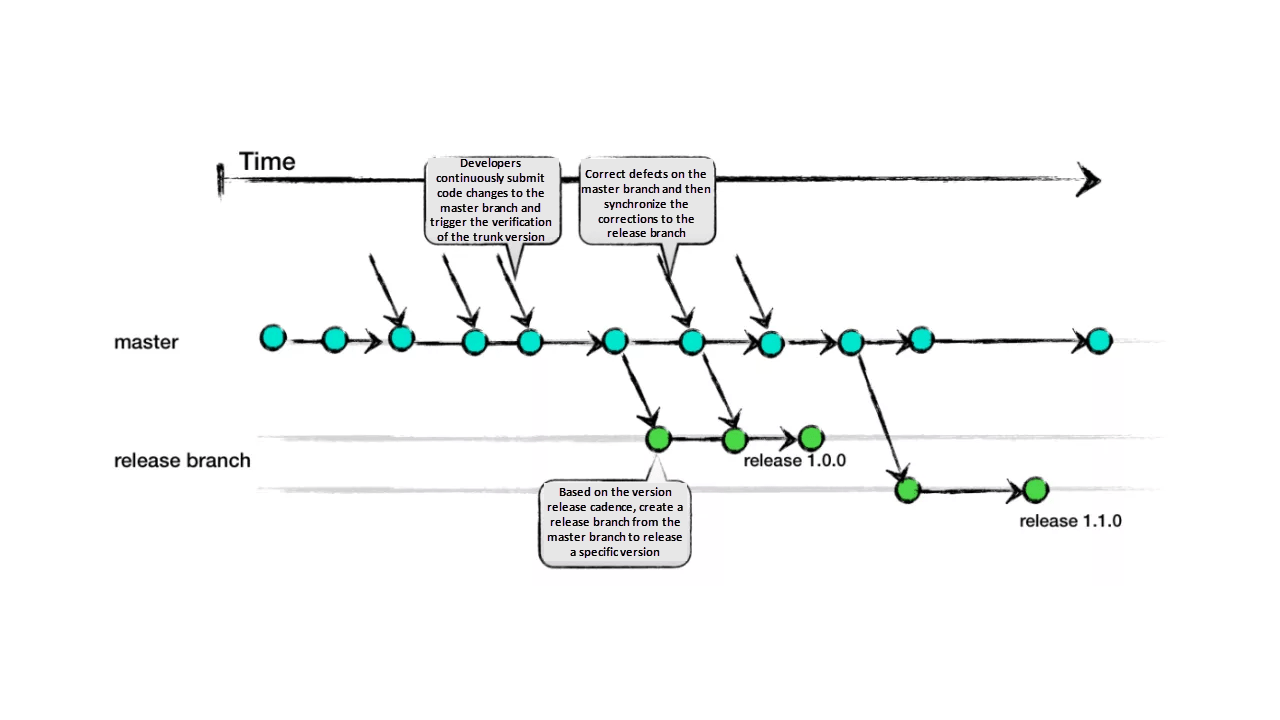 Time
Developers
continuously submit
code changes to the
master branch and
trigger the verification
of the trunk version
Correct defects on the
master branch and then
synchronize the
corrections to the
release branch
master
release branch
release 1.0.0
Based on the version
release cadence, create a
release branch from the
master branch to release
a specific version
release 1.1.0